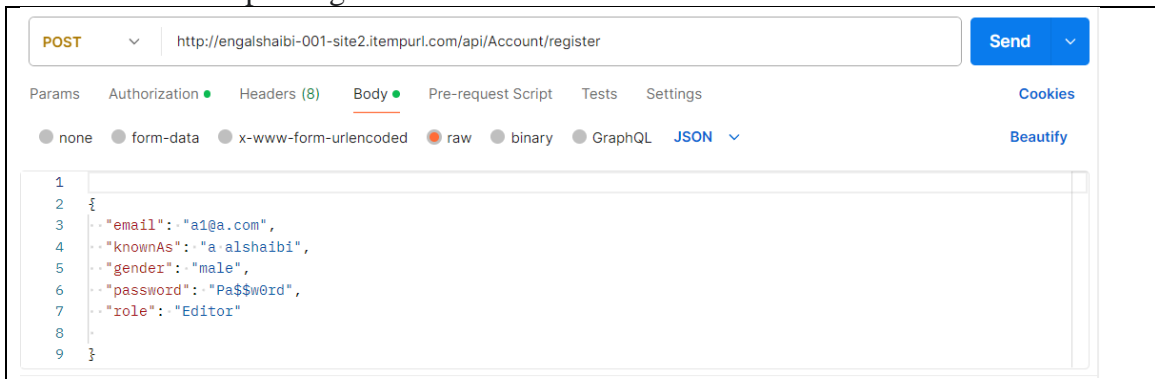 POST http://engalshaibi-001-site2.itempurl.com/api/Account/register Send
Params Authorization Headers (8) Body Pre-request Script Tests Settings Cookies
none form-data x-www-form-urlencoded raw binary GraphQL JSON Beautify
1
2 {
3 "email": "a1@a.com",
4 "knownAs": "a alshaibi",
5 "gender": "male",
6 "password": "Pa$$w0rd",
7 "role": "Editor"
8
9 }